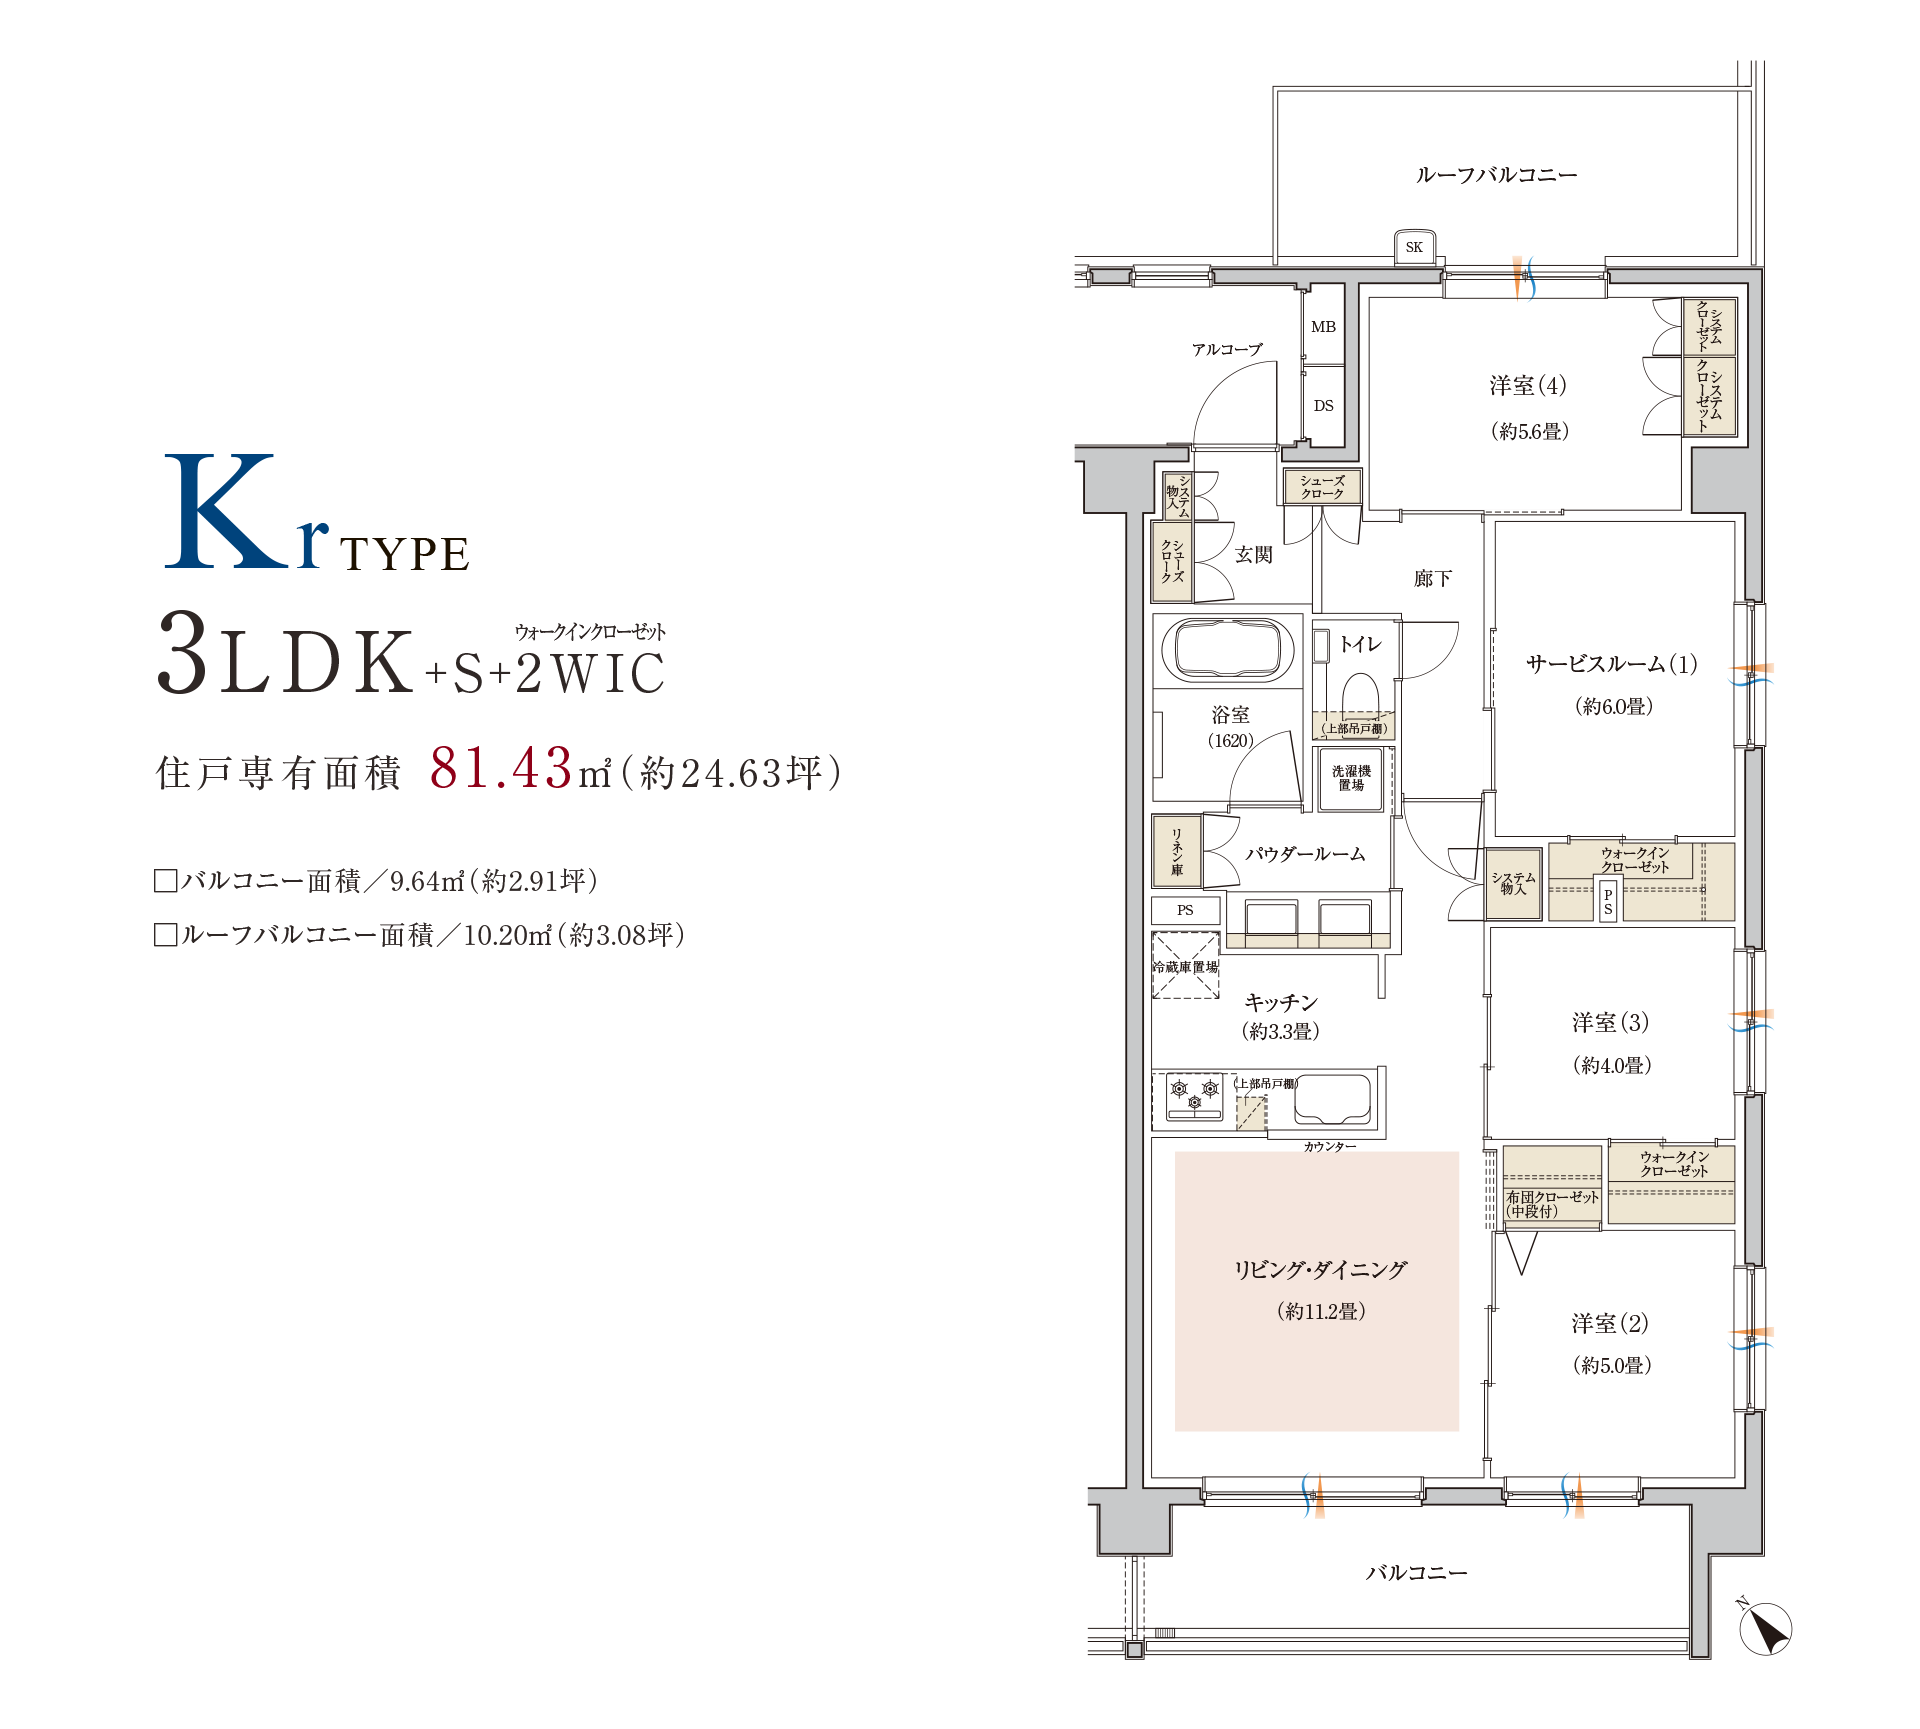 Kr TYPE
ウォークインクローゼット
3LDK+S+2WIC
住戸専有面積 81.43㎡(約24.63坪)
□バルコニー面積／9.64㎡(約2.91坪)
□ルーフバルコニー面積／10.20㎡(約3.08坪)
ルーフバルコニー
SK
MB
アルコーブ
DS
システム
クローゼット
システム
クローゼット
洋室(4)
(約5.6畳)
システム
物入
シューズ
クローク
シューズ
クローク
玄関
廊下
トイレ
(上部吊戸棚)
サービスルーム(1)
(約6.0畳)
浴室
(1620)
洗濯機
置場
リネン庫
パウダールーム
システム
物入
ウォークイン
クローゼット
PS
PS
冷蔵庫置場
キッチン
(約3.3畳)
洋室(3)
(約4.0畳)
(上部吊戸棚)
カウンター
ウォークイン
クローゼット
布団クローゼット
(中段付)
リビング・ダイニング
(約11.2畳)
洋室(2)
(約5.0畳)
バルコニー
N